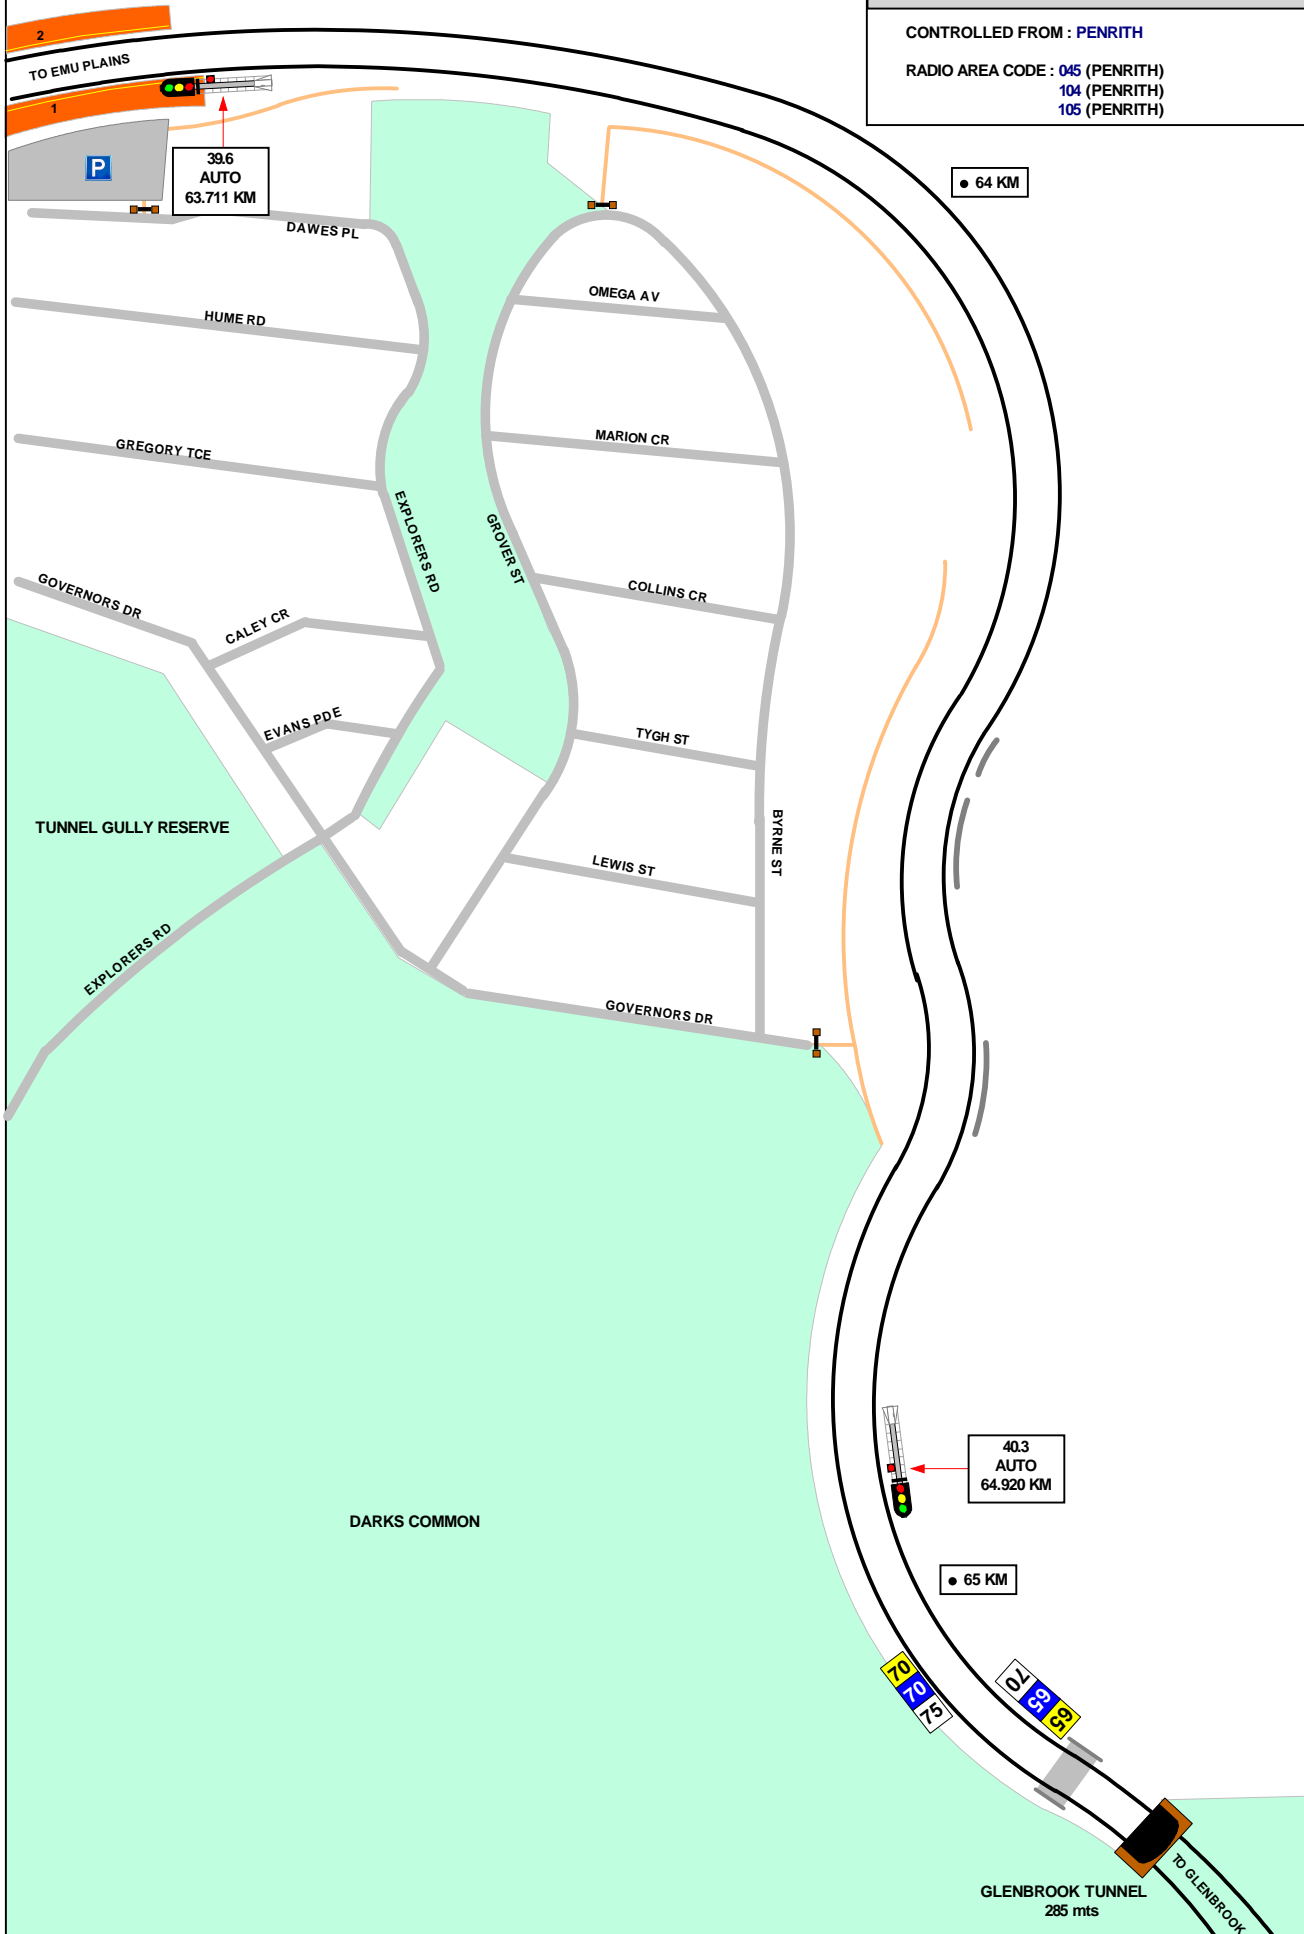 CONTROLLED FROM : PENRITH
RADIO AREA CODE : 045 (PENRITH)
104 (PENRITH)
105 (PENRITH)
2
TO EMU PLAINS
1
P
39.6
AUTO
63.711 KM
64 KM
DAWES PL
OMEGA AV
HUME RD
MARION CR
GREGORY TCE
EXPLORERS RD
GROVER ST
GOVERNORS DR
COLLINS CR
CALEY CR
EVANS PDE
TYGH ST
TUNNEL GULLY RESERVE
BYRNE ST
LEWIS ST
EXPLORERS RD
GOVERNORS DR
40.3
AUTO
64.920 KM
DARKS COMMON
65 KM
70
70
75
70
65
65
GLENBROOK TUNNEL
285 mts
TO GLENBROOK